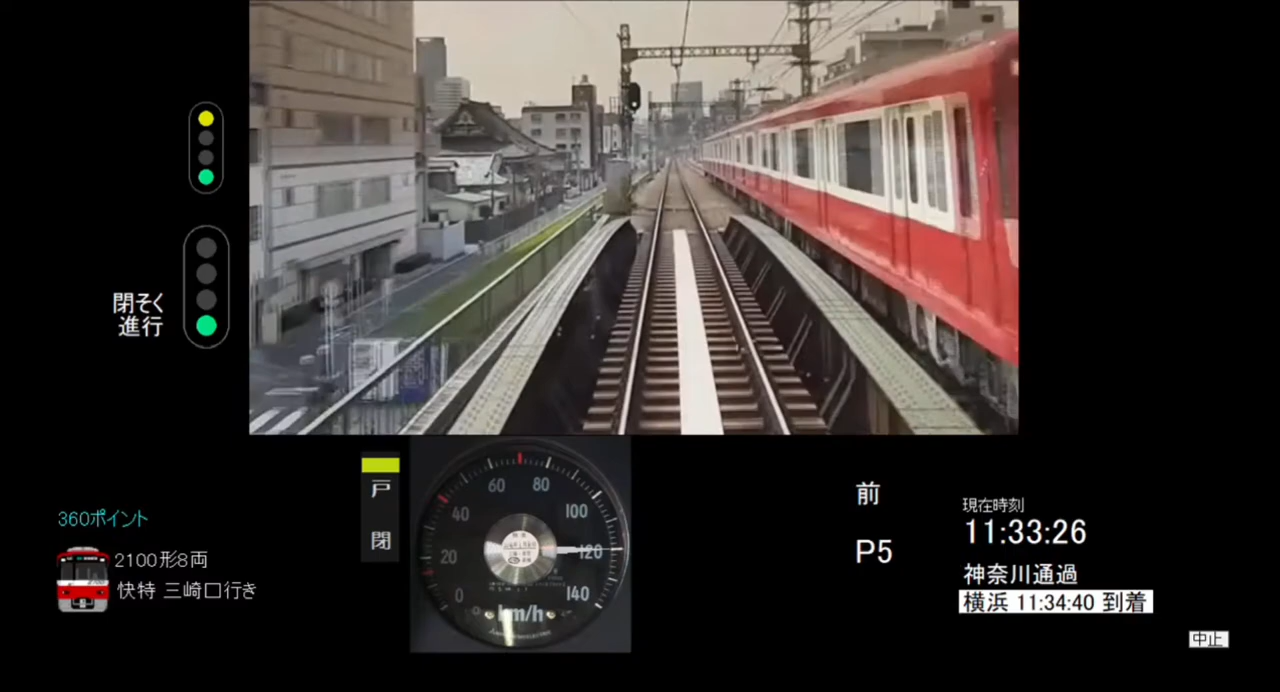 閉そく
進行
戸
閉
60 80
40 100
20 120
0 140
km/h
前
P5
現在時刻
11:33:26
神奈川通過
横浜 11:34:40 到着
360ポイント
2100形8両
快特 三崎口行き
中止